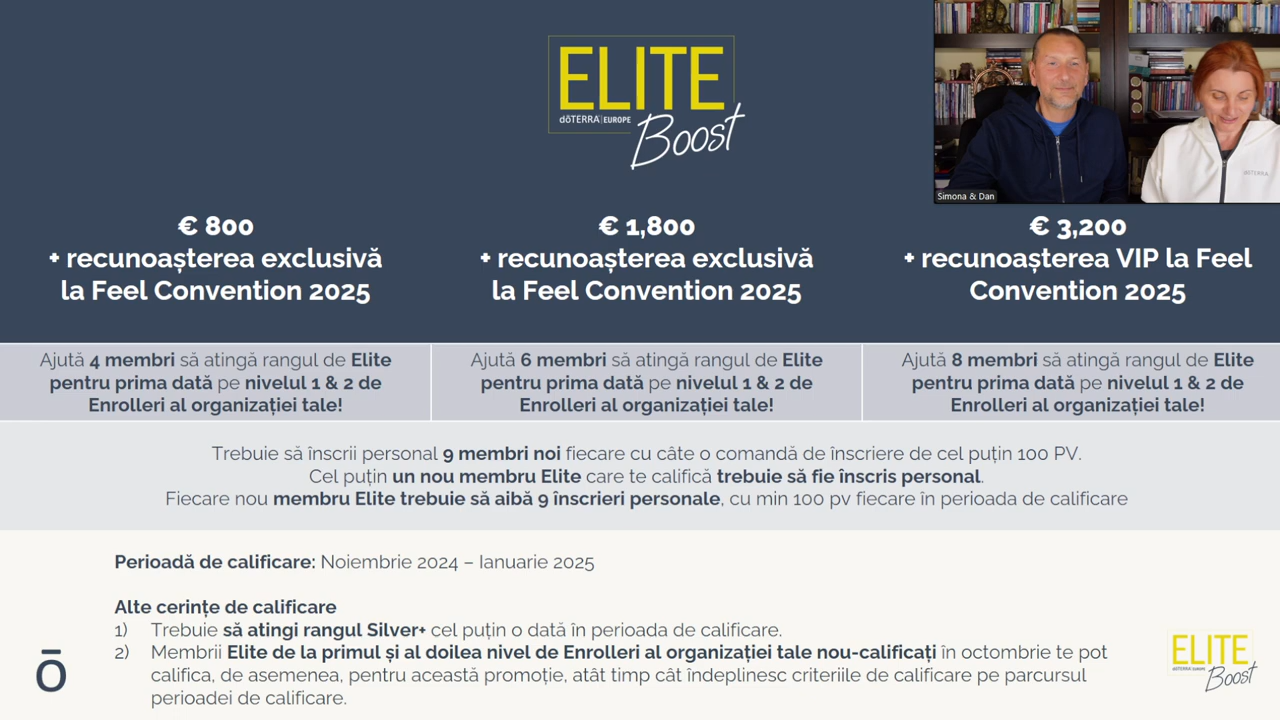 ELITE
dōTERRA | EUROPE
Boost
Simona & Dan
dōTERRA
€ 800
+ recunoașterea exclusivă
la Feel Convention 2025
€ 1,800
+ recunoașterea exclusivă
la Feel Convention 2025
€ 3,200
+ recunoașterea VIP la Feel
Convention 2025
Ajută 4 membri să atingă rangul de Elite
pentru prima dată pe nivelul 1 & 2 de
Enrolleri al organizației tale!
Ajută 6 membri să atingă rangul de Elite
pentru prima dată pe nivelul 1 & 2 de
Enrolleri al organizației tale!
Ajută 8 membri să atingă rangul de Elite
pentru prima dată pe nivelul 1 & 2 de
Enrolleri al organizației tale!
Trebuie să înscrii personal 9 membri noi fiecare cu câte o comandă de înscriere de cel puțin 100 PV.
Cel puțin un nou membru Elite care te califică trebuie să fie înscris personal.
Fiecare nou membru Elite trebuie să aibă 9 înscrieri personale, cu min 100 pv fiecare în perioada de calificare
Perioadă de calificare: Noiembrie 2024 – Ianuarie 2025
Alte cerințe de calificare
1) Trebuie să atingi rangul Silver+ cel puțin o dată în perioada de calificare.
2) Membrii Elite de la primul și al doilea nivel de Enrolleri al organizației tale nou-calificați în octombrie te pot
califica, de asemenea, pentru această promoție, atât timp cât îndeplinesc criteriile de calificare pe parcursul
perioadei de calificare.
ō
ELITE
dōTERRA | EUROPE
Boost